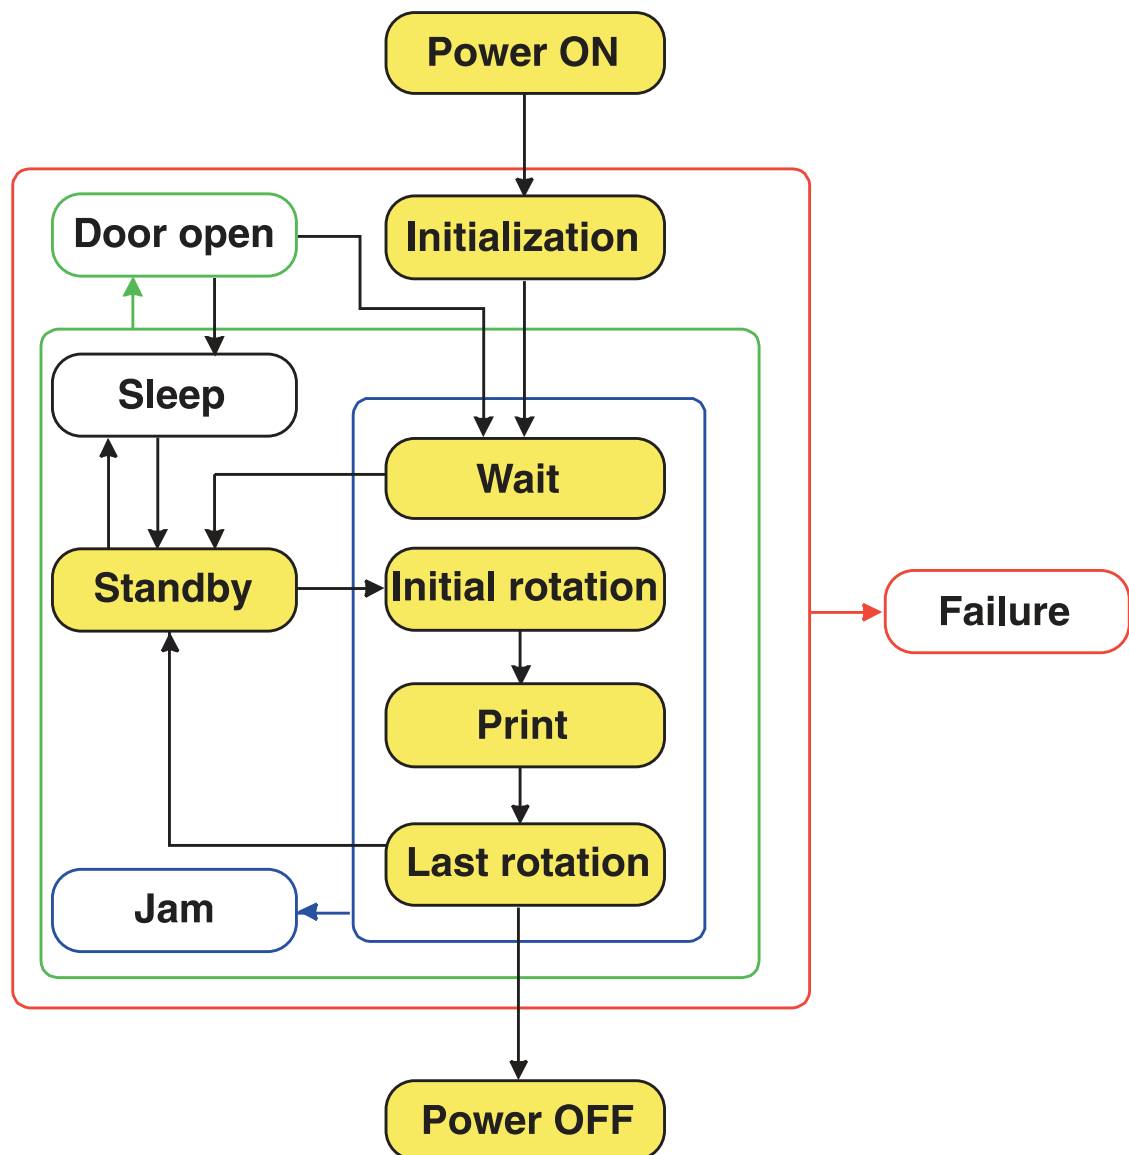 Power ON
Door open
Initialization
Sleep
Wait
Standby
Initial rotation
Failure
Print
Last rotation
Jam
Power OFF